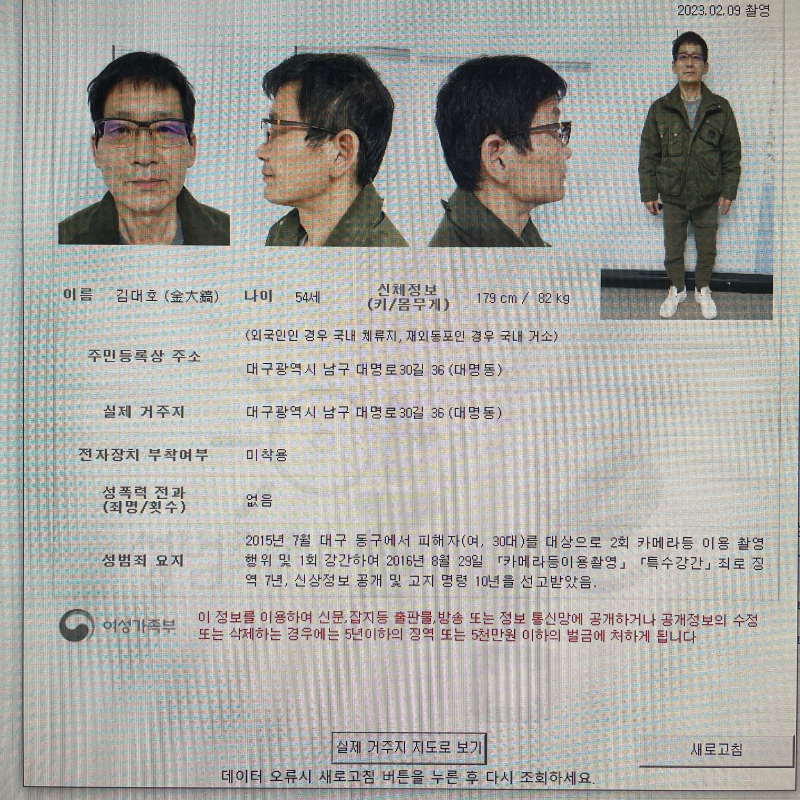 2023.02.09 촬영
이름 김대호 (金大鎬) 나이 54세 신체정보 (키/몸무게) 179 cm / 82 kg
(외국인인 경우 국내 체류지, 재외동포인 경우 국내 거소)
주민등록상 주소
대구광역시 남구 대명로30길 36 (대명동)
실제 거주지 대구광역시 남구 대명로30길 36 (대명동)
전자장치 부착여부 미착용
성폭력 전과
(죄명/횟수)
없음
성범죄 요지
2015년 7월 대구 동구에서 피해자(여, 30대)를 대상으로 2회 카메라등 이용 촬영
행위 및 1회 강간하여 2016년 8월 29일 「카메라등이용촬영」「특수강간」죄로 징
역 7년, 신상정보 공개 및 고지 명령 10년을 선고받았음.
여성가족부
이 정보를 이용하여 신문,잡지등 출판물,방송 또는 정보 통신망에 공개하거나 공개정보의 수정
또는 삭제하는 경우에는 5년이하의 징역 또는 5천만원 이하의 벌금에 처하게 됩니다
실제 거주지 지도로 보기
새로고침
데이터 오류시 새로고침 버튼을 누른 후 다시 조회하세요.